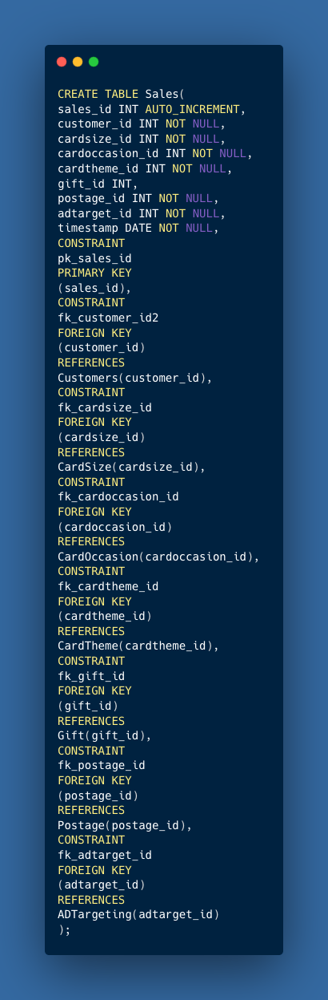 CREATE TABLE Sales(
sales_id INT AUTO_INCREMENT,
customer_id INT NOT NULL,
cardsize_id INT NOT NULL,
cardoccasion_id INT NOT NULL,
cardtheme_id INT NOT NULL,
gift_id INT,
postage_id INT NOT NULL,
adtarget_id INT NOT NULL,
timestamp DATE NOT NULL,
CONSTRAINT
pk_sales_id
PRIMARY KEY
(sales_id),
CONSTRAINT
fk_customer_id2
FOREIGN KEY
(customer_id)
REFERENCES
Customers(customer_id),
CONSTRAINT
fk_cardsize_id
FOREIGN KEY
(cardsize_id)
REFERENCES
CardSize(cardsize_id),
CONSTRAINT
fk_cardoccasion_id
FOREIGN KEY
(cardoccasion_id)
REFERENCES
CardOccasion(cardoccasion_id),
CONSTRAINT
fk_cardtheme_id
FOREIGN KEY
(cardtheme_id)
REFERENCES
CardTheme(cardtheme_id),
CONSTRAINT
fk_gift_id
FOREIGN KEY
(gift_id)
REFERENCES
Gift(gift_id),
CONSTRAINT
fk_postage_id
FOREIGN KEY
(postage_id)
REFERENCES
Postage(postage_id),
CONSTRAINT
fk_adtarget_id
FOREIGN KEY
(adtarget_id)
REFERENCES
ADTargeting(adtarget_id)
);